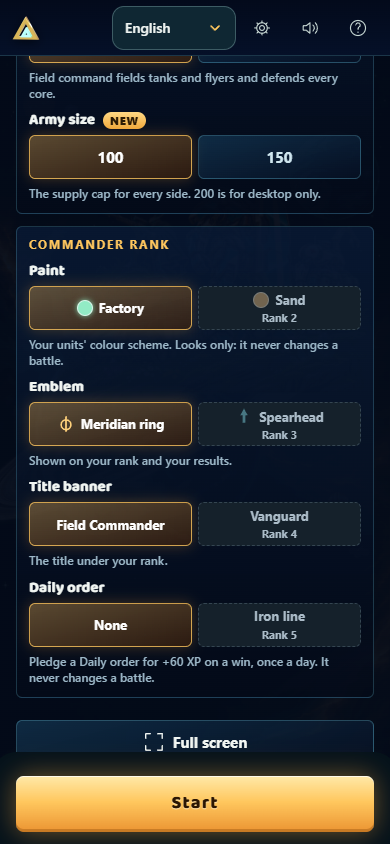 English
Field command fields tanks and flyers and defends every
core.
Army size NEW
100
150
The supply cap for every side. 200 is for desktop only.
COMMANDER RANK
Paint
Factory
Sand
Rank 2
Your units' colour scheme. Looks only: it never changes a
battle.
Emblem
Meridian ring
Spearhead
Rank 3
Shown on your rank and your results.
Title banner
Field Commander
Vanguard
Rank 4
The title under your rank.
Daily order
None
Iron line
Rank 5
Pledge a Daily order for +60 XP on a win, once a day. It
never changes a battle.
Full screen
Start